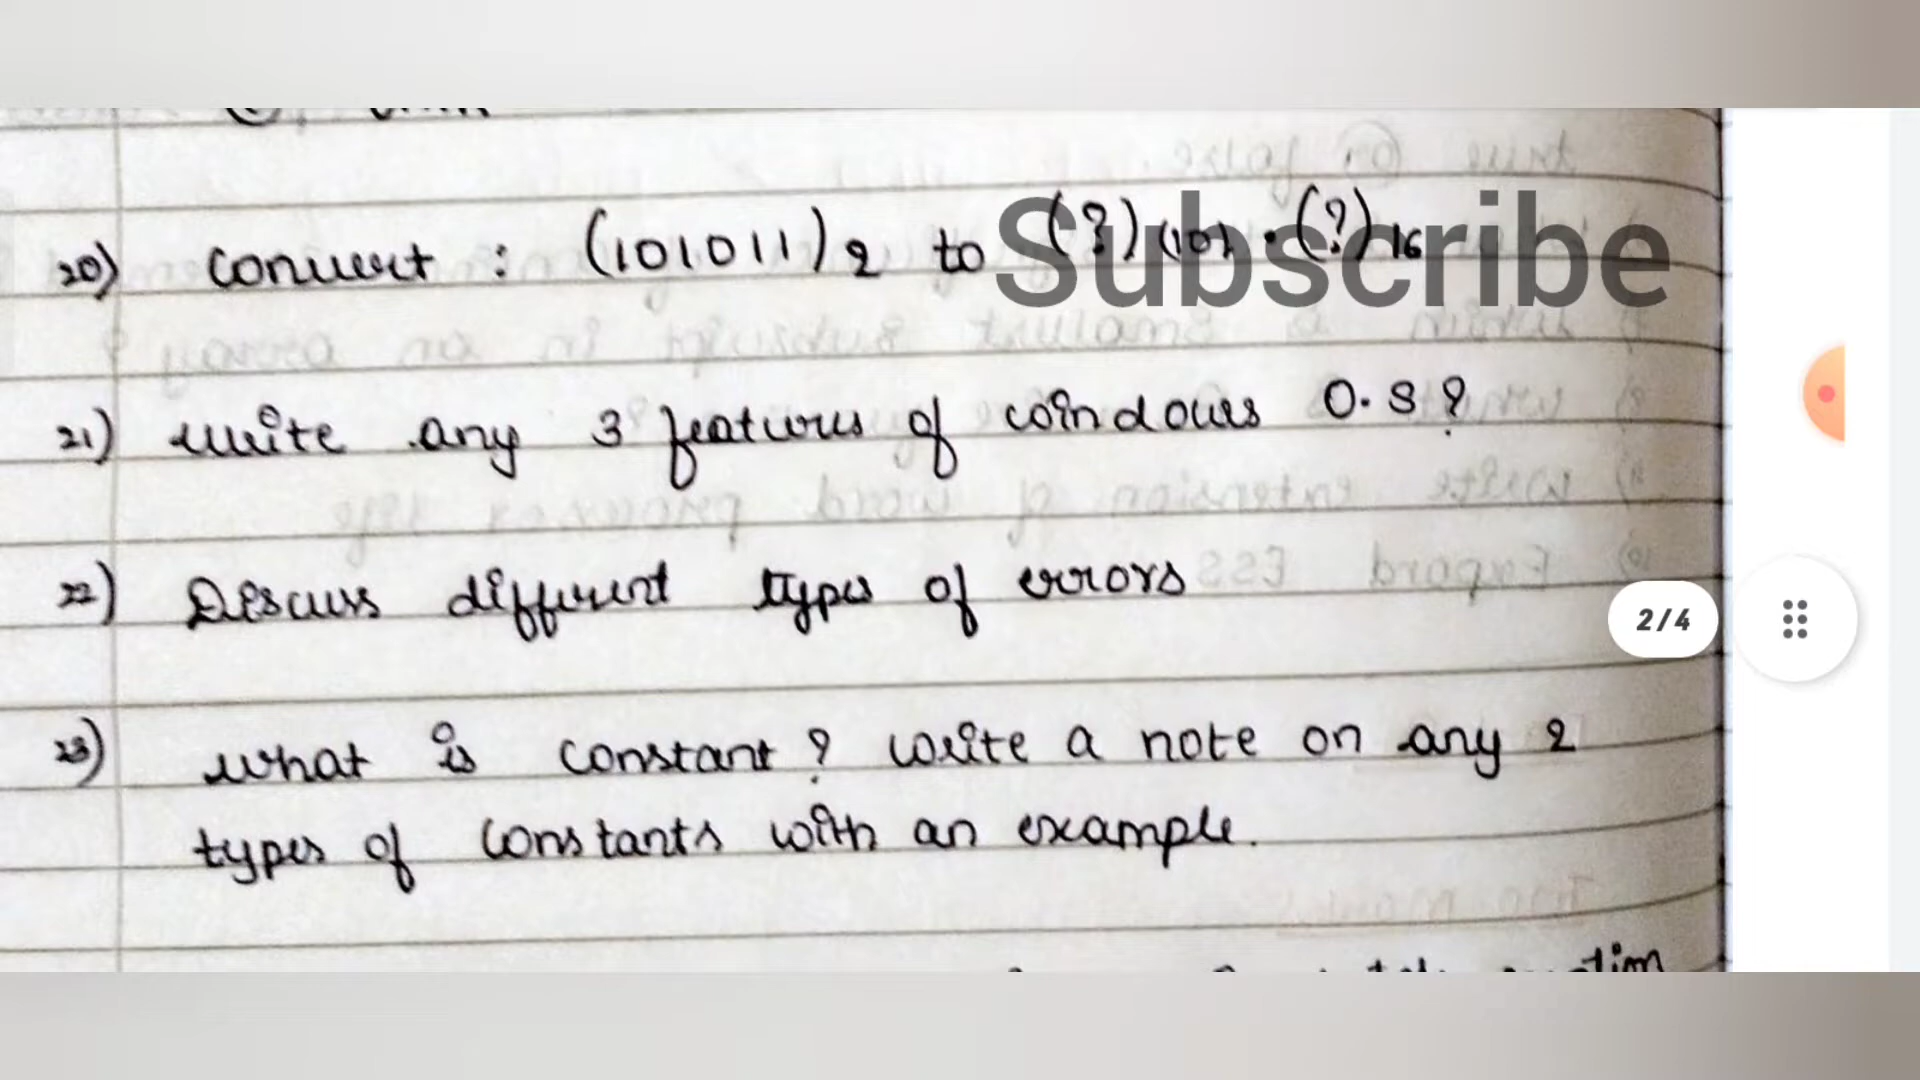 20) convert : (101011)2 to (?)(10) . (?)16
Subscribe
21) write any 3 features of windows O.S?
22) Discuss different types of errors
2/4
23) what is constant? write a note on any 2
types of constants with an example.